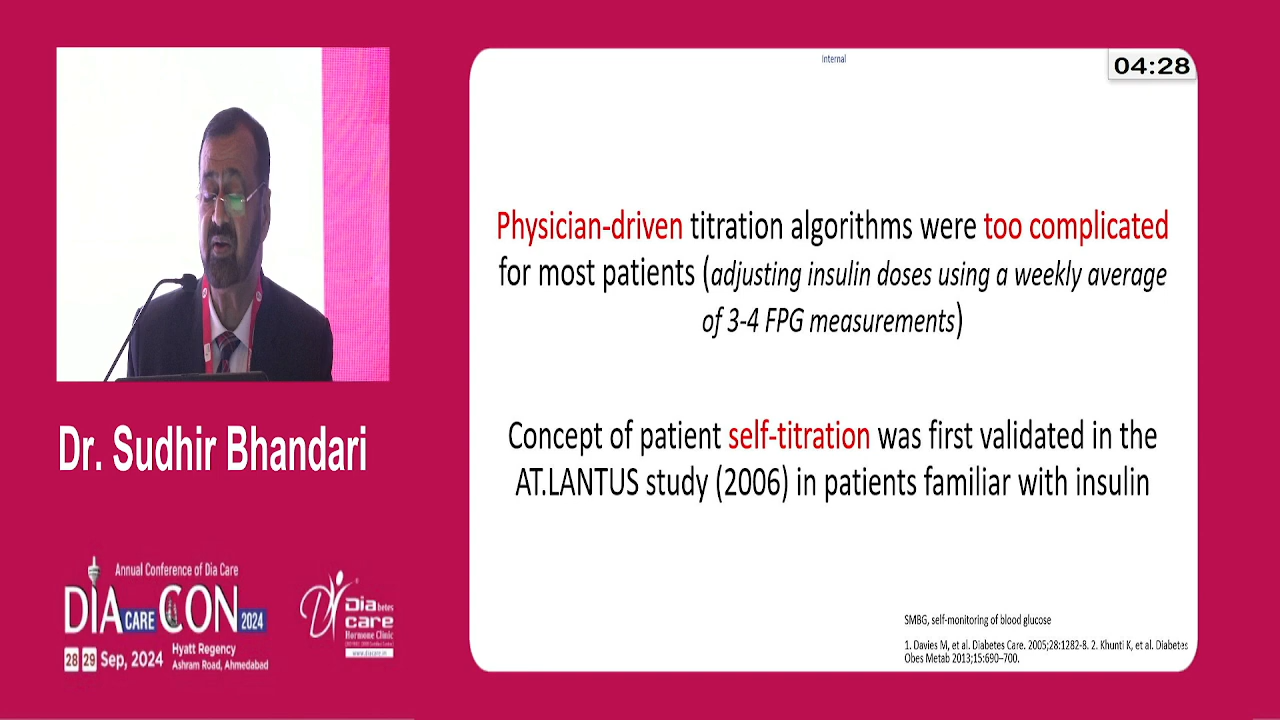 Internal
04:28
Physician-driven titration algorithms were too complicated
for most patients (adjusting insulin doses using a weekly average
of 3-4 FPG measurements)
Concept of patient self-titration was first validated in the
AT.LANTUS study (2006) in patients familiar with insulin
SMBG, self-monitoring of blood glucose
1. Davies M, et al. Diabetes Care. 2005;28:1282-8. 2. Khunti K, et al. Diabetes
Obes Metab 2013;15:690–700.
Dr. Sudhir Bhandari
Annual Conference of Dia Care
DIA CARE CON 2024
28 29 Sep, 2024
Hyatt Regency
Ashram Road, Ahmedabad
Diabetes
care
Hormone Clinic
www.diacare.in